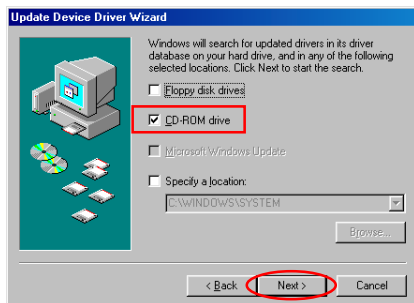 Update Device Driver Wizard
Windows will search for updated drivers in its driver
database on your hard drive, and in any of the following
selected locations. Click Next to start the search.
Floppy disk drives
CD-ROM drive
Microsoft Windows Update
Specify a location:
C:\WINDOWS\SYSTEM
Browse...
< Back
Next >
Cancel